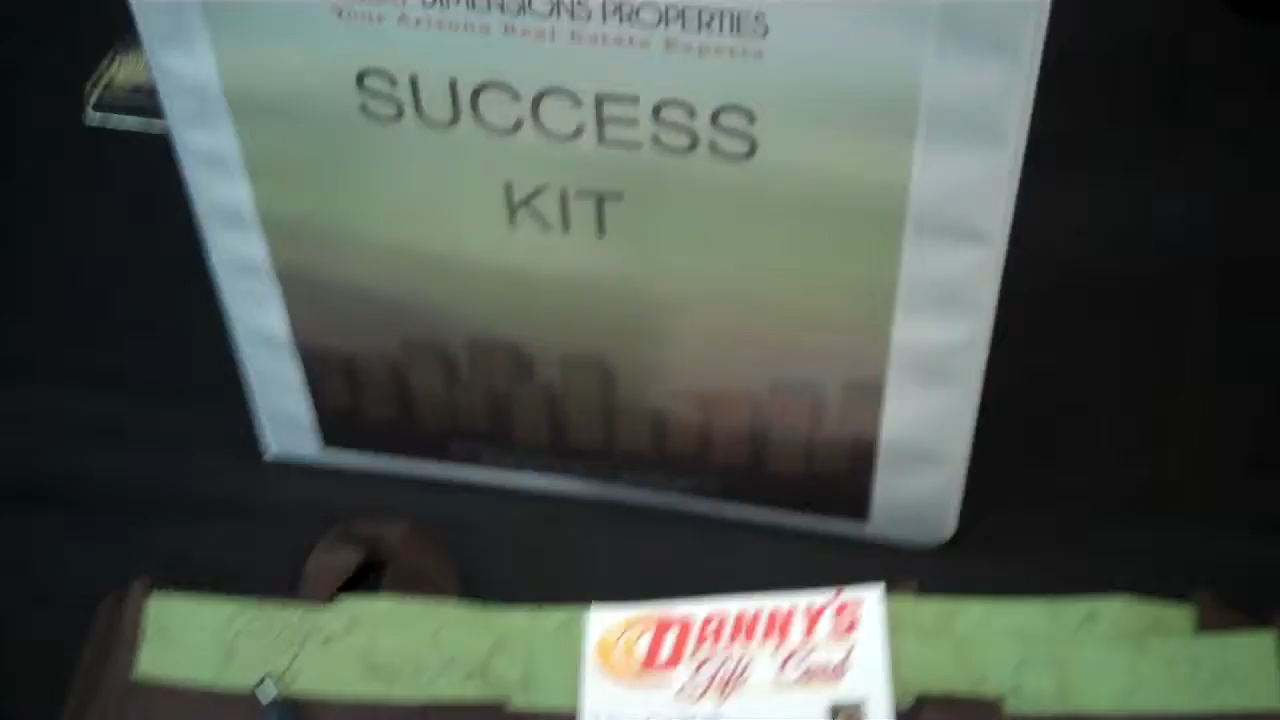 DIMENSIONS PROPERTIES
Your Arizona Real Estate Experts
SUCCESS
KIT
DANNY'S
Gift Card